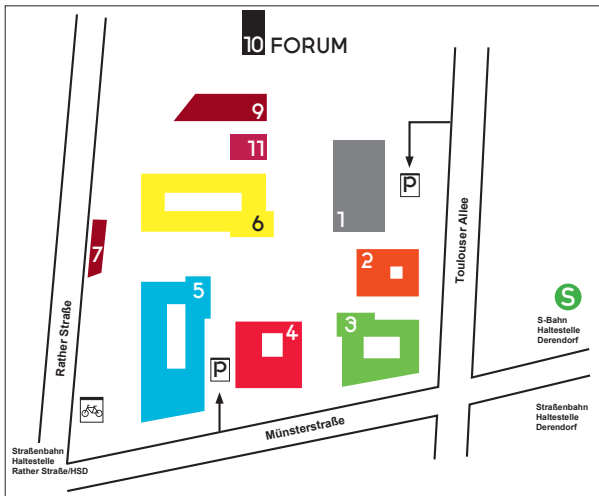 10 FORUM
9
11
P
1
6
7
2
5
3
4
P
Rather Straße
Toulouser Allee
S
S-Bahn
Haltestelle
Derendorf
Münsterstraße
Straßenbahn
Haltestelle
Derendorf
Straßenbahn
Haltestelle
Rather Straße/HSD